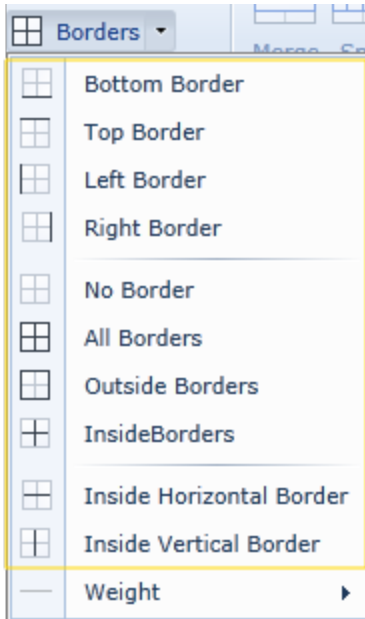 Borders
Bottom Border
Top Border
Left Border
Right Border
No Border
All Borders
Outside Borders
InsideBorders
Inside Horizontal Border
Inside Vertical Border
Weight